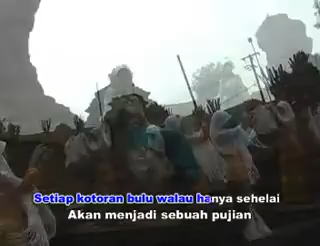 Setiap kotoran bulu walau hanya sehelai
Akan menjadi sebuah pujian